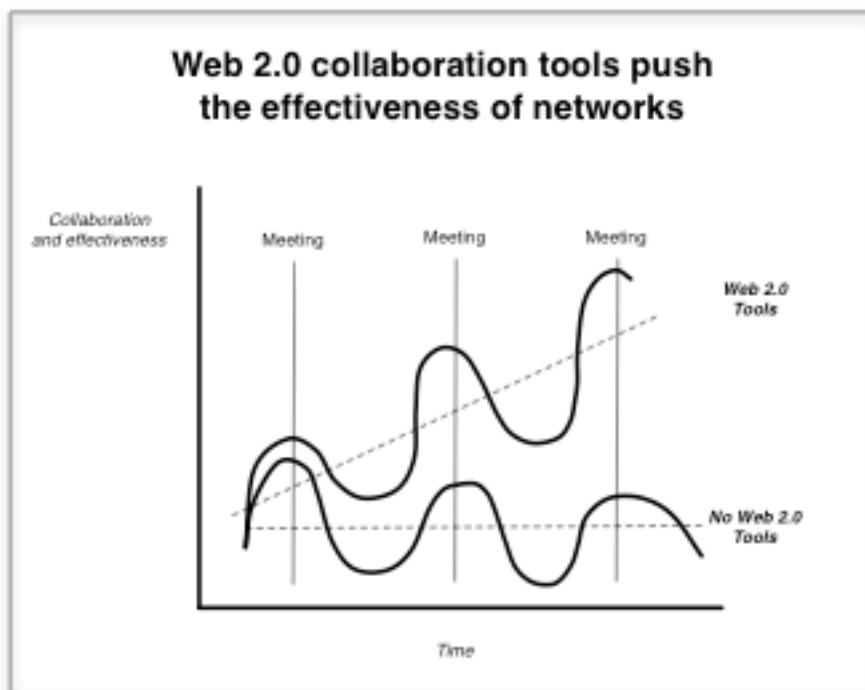 Web 2.0 collaboration tools push
the effectiveness of networks
Collaboration
and effectiveness
Meeting
Meeting
Meeting
Web 2.0
Tools
No Web 2.0
Tools
Time